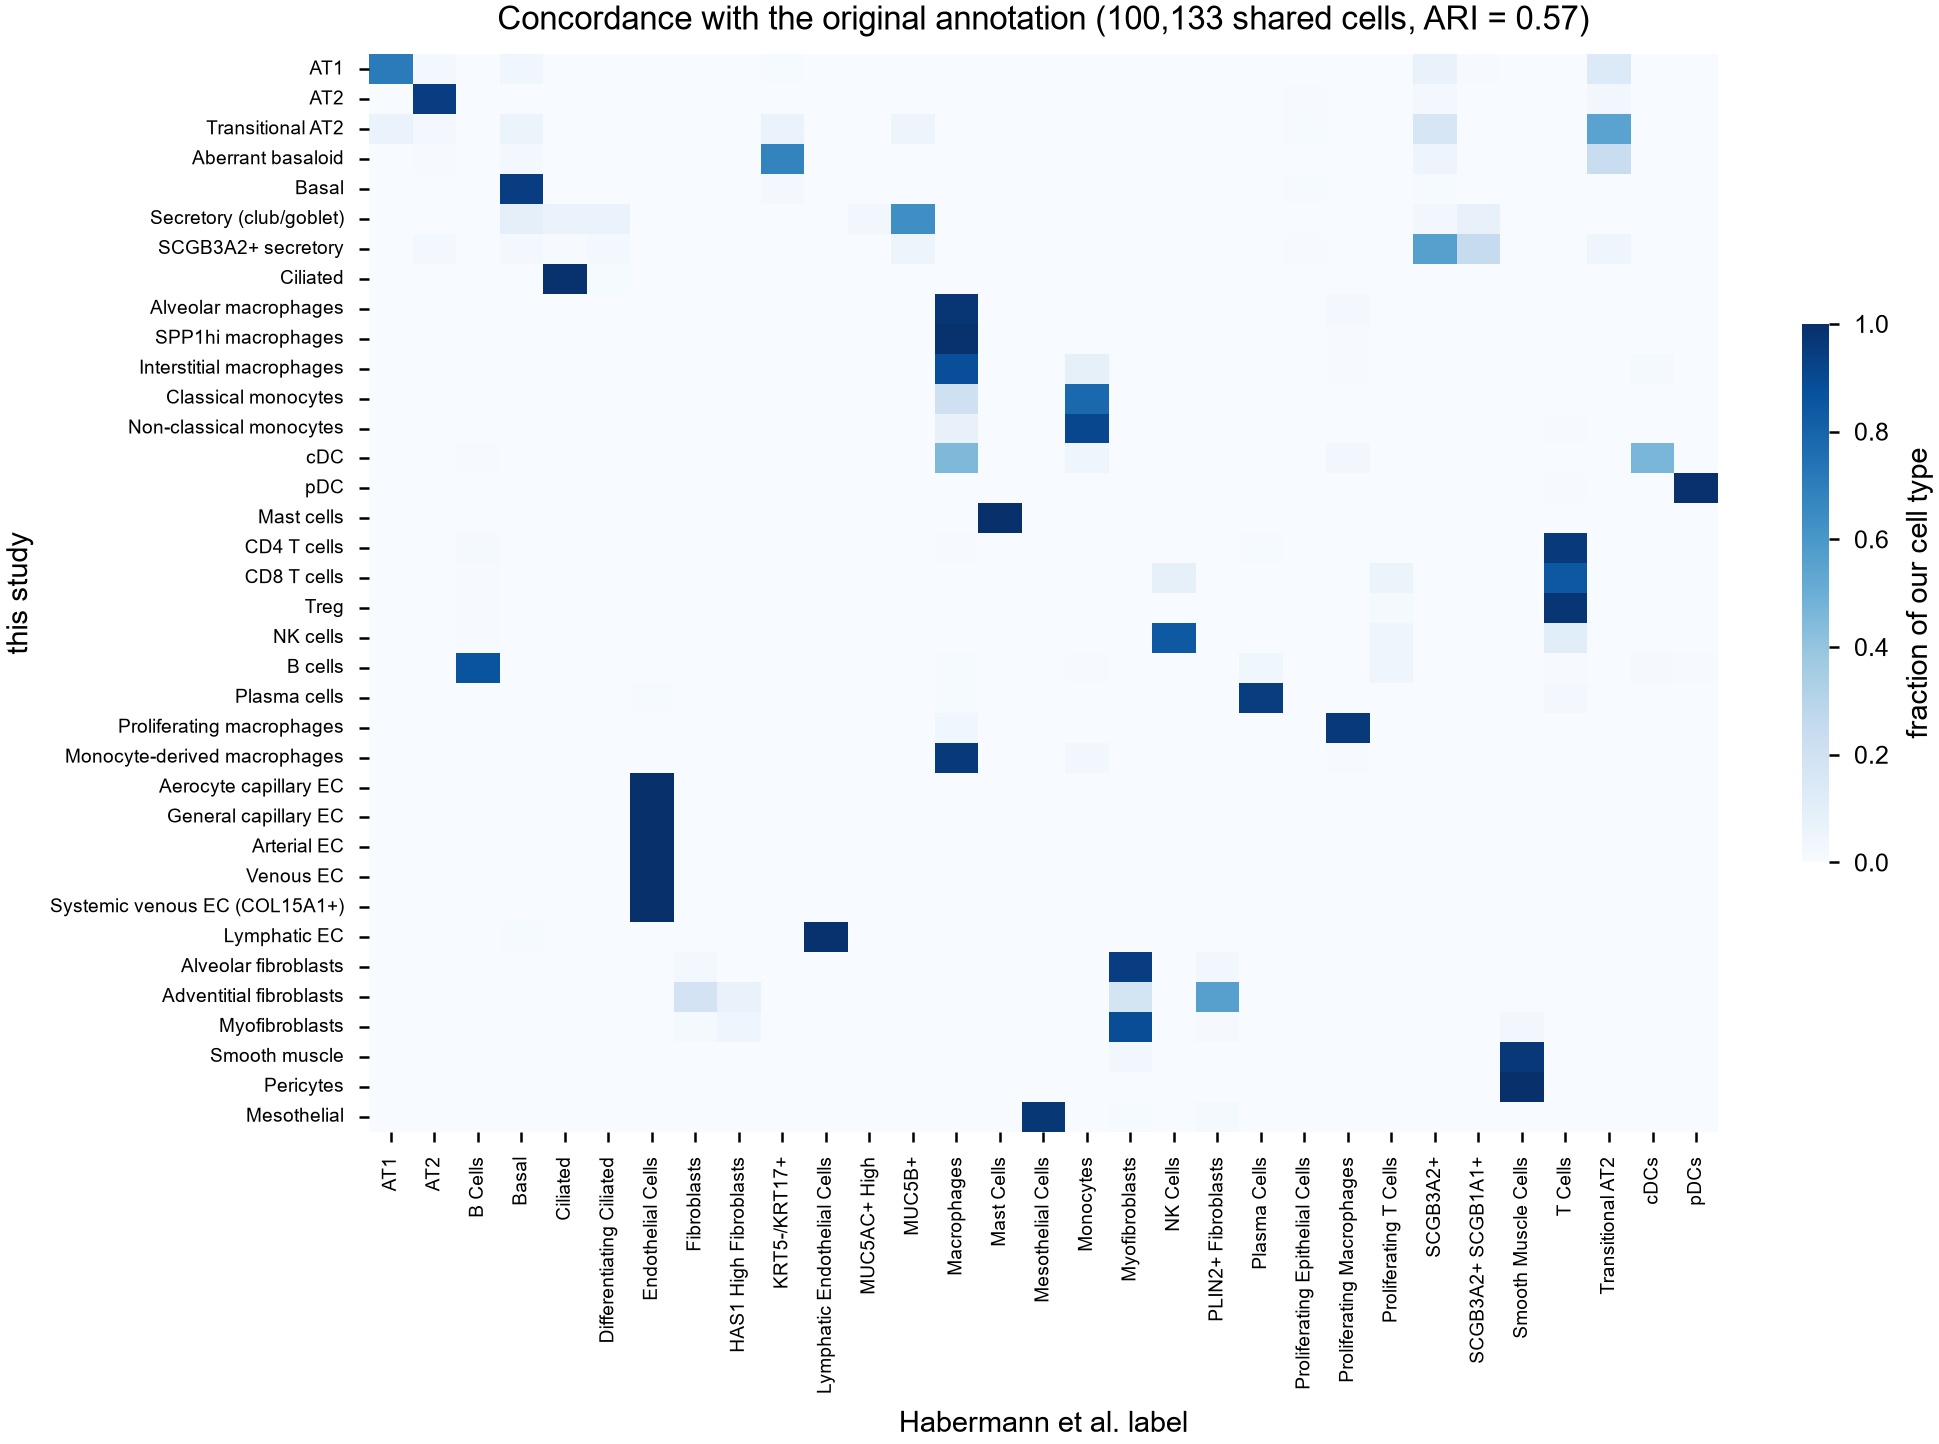 Concordance with the original annotation (100,133 shared cells, ARI = 0.57)
this study
AT1
AT2
Transitional AT2
Aberrant basaloid
Basal
Secretory (club/goblet)
SCGB3A2+ secretory
Ciliated
Alveolar macrophages
SPP1hi macrophages
Interstitial macrophages
Classical monocytes
Non-classical monocytes
cDC
pDC
Mast cells
CD4 T cells
CD8 T cells
Treg
NK cells
B cells
Plasma cells
Proliferating macrophages
Monocyte-derived macrophages
Aerocyte capillary EC
General capillary EC
Arterial EC
Venous EC
Systemic venous EC (COL15A1+)
Lymphatic EC
Alveolar fibroblasts
Adventitial fibroblasts
Myofibroblasts
Smooth muscle
Pericytes
Mesothelial
AT1
AT2
B Cells
Basal
Ciliated
Differentiating Ciliated
Endothelial Cells
Fibroblasts
HAS1 High Fibroblasts
KRT5-/KRT17+
Lymphatic Endothelial Cells
MUC5AC+ High
MUC5B+
Macrophages
Mast Cells
Mesothelial Cells
Monocytes
Myofibroblasts
NK Cells
PLIN2+ Fibroblasts
Plasma Cells
Proliferating Epithelial Cells
Proliferating Macrophages
Proliferating T Cells
SCGB3A2+
SCGB3A2+ SCGB1A1+
Smooth Muscle Cells
T Cells
Transitional AT2
cDCs
pDCs
Habermann et al. label
1.0
0.8
0.6
0.4
0.2
0.0
fraction of our cell type